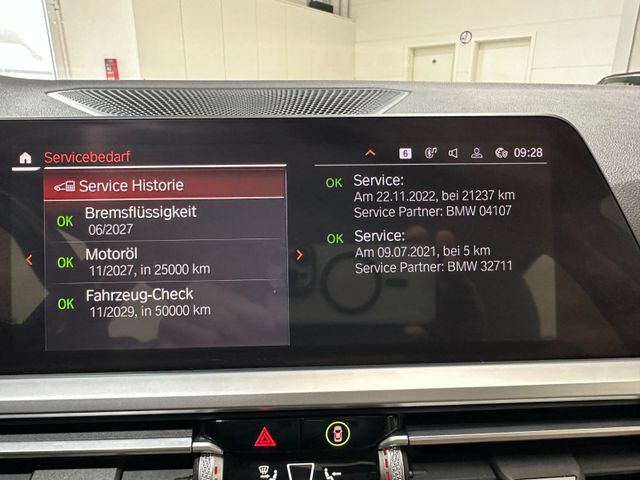 Servicebedarf
6
09:28
Service Historie
OK Bremsflüssigkeit
06/2027
OK Motoröl
11/2027, in 25000 km
OK Fahrzeug-Check
11/2029, in 50000 km
OK Service:
Am 22.11.2022, bei 21237 km
Service Partner: BMW 04107
OK Service:
Am 09.07.2021, bei 5 km
Service Partner: BMW 32711